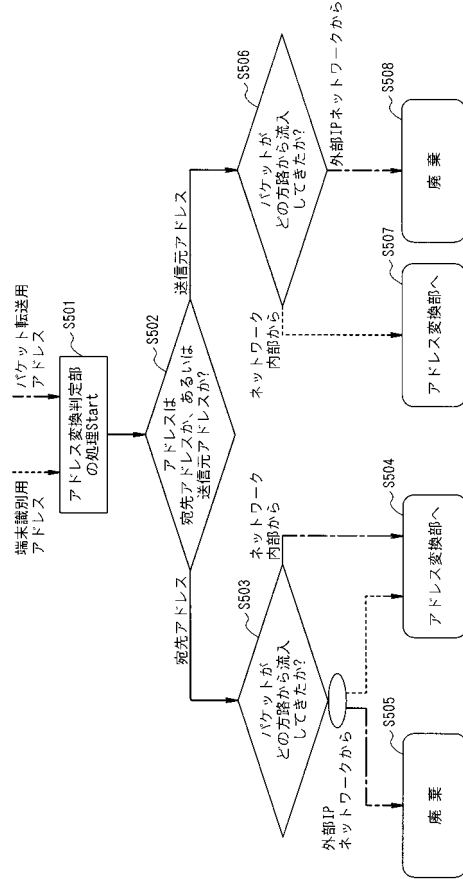 端末識別用
アドレス
パケット転送用
アドレス
S501
アドレス変換判定部
の処理Start
S502
アドレスは
宛先アドレスか、あるいは
送信元アドレスか?
宛先アドレス
送信元アドレス
S503
パケットが
どの方路から流入
してきたか?
S506
パケットが
どの方路から流入
してきたか?
外部IP
ネットワークから
ネットワーク
内部から
ネットワーク
内部から
外部IPネットワークから
S505
廃棄
S504
アドレス変換部へ
S507
アドレス変換部へ
S508
廃棄